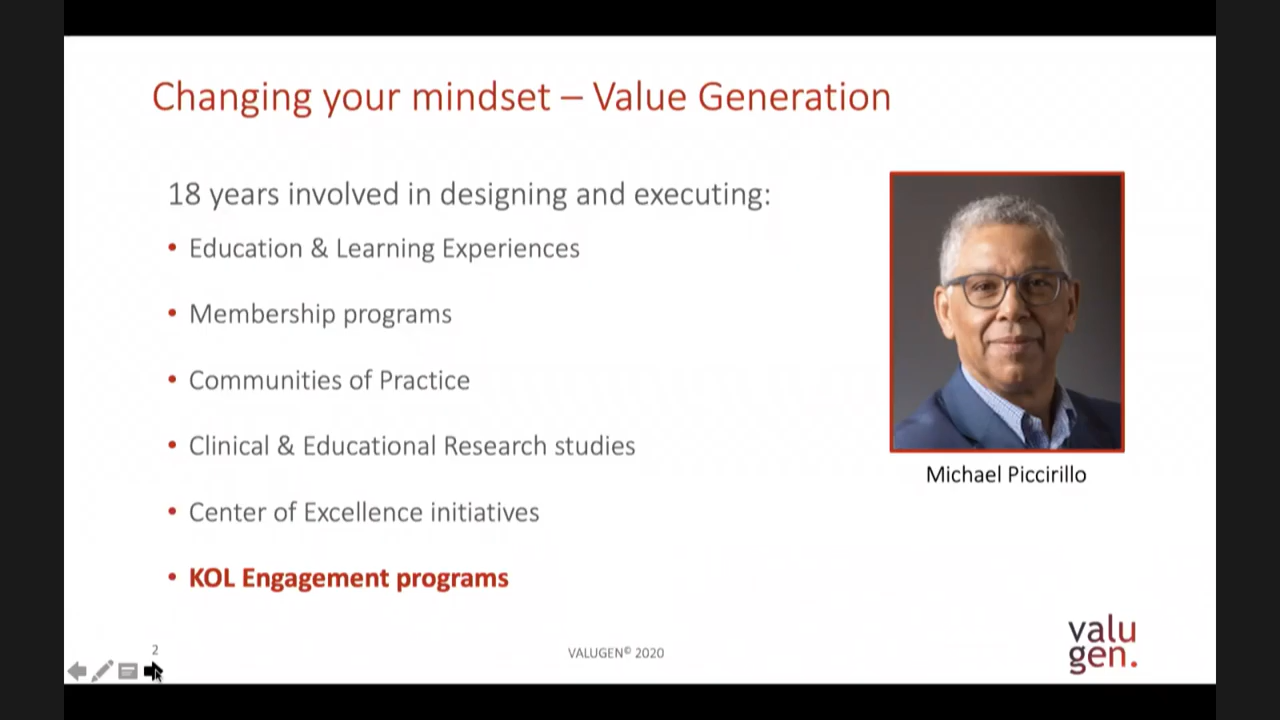 Changing your mindset – Value Generation
18 years involved in designing and executing:
• Education & Learning Experiences
• Membership programs
• Communities of Practice
• Clinical & Educational Research studies
• Center of Excellence initiatives
• KOL Engagement programs
Michael Piccirillo
2
VALUGEN© 2020
valu
gen.